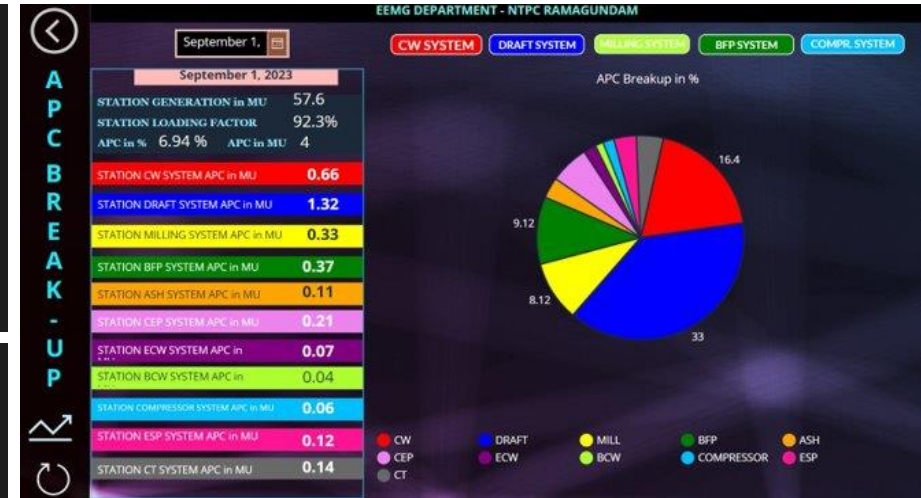 EEMG DEPARTMENT - NTPC RAMAGUNDAM
APC BREAK-UP
September 1,
CW SYSTEM
DRAFT SYSTEM
MILLING SYSTEM
BFP SYSTEM
COMPR. SYSTEM
September 1, 2023
STATION GENERATION in MU 57.6
STATION LOADING FACTOR 92.3%
APC in % 6.94 % APC in MU 4
STATION CW SYSTEM APC in MU 0.66
STATION DRAFT SYSTEM APC in MU 1.32
STATION MILLING SYSTEM APC in MU 0.33
STATION BFP SYSTEM APC in MU 0.37
STATION ASH SYSTEM APC in MU 0.11
STATION CEP SYSTEM APC in MU 0.21
STATION ECW SYSTEM APC in 0.07
STATION BCW SYSTEM APC in 0.04
STATION COMPRESSOR SYSTEM APC in MU 0.06
STATION ESP SYSTEM APC in MU 0.12
STATION CT SYSTEM APC in MU 0.14
APC Breakup in %
16.4
9.12
8.12
33
CW DRAFT MILL BFP ASH
CEP ECW BCW COMPRESSOR ESP
CT